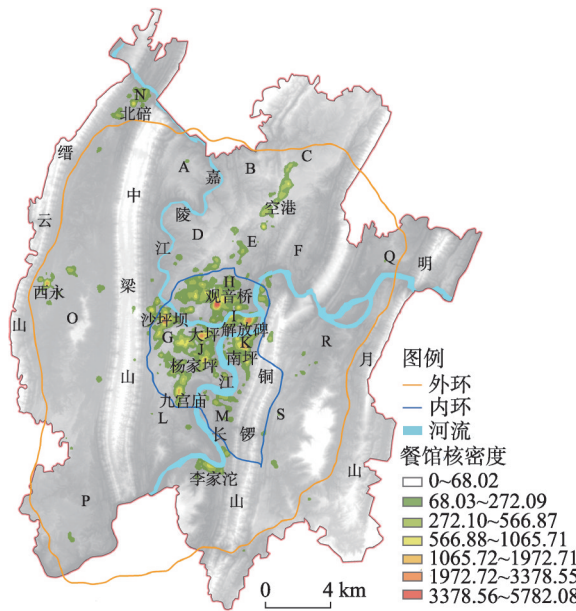 N
北碚
缙
A
嘉
B
C
中
云
陵
空港
江
D
E
F
Q
明
西永
梁
H
观音桥
山
O
沙坪坝
I
解放碑
G
大坪
K
J
南坪
R
杨家坪
江
铜
月
山
九宫庙
L
M
长
锣
S
李家沱
山
P
山
图例
外环
内环
河流
餐馆核密度
0~68.02
68.03~272.09
272.10~566.87
566.88~1065.71
1065.72~1972.71
1972.72~3378.55
3378.56~5782.08
0 4 km